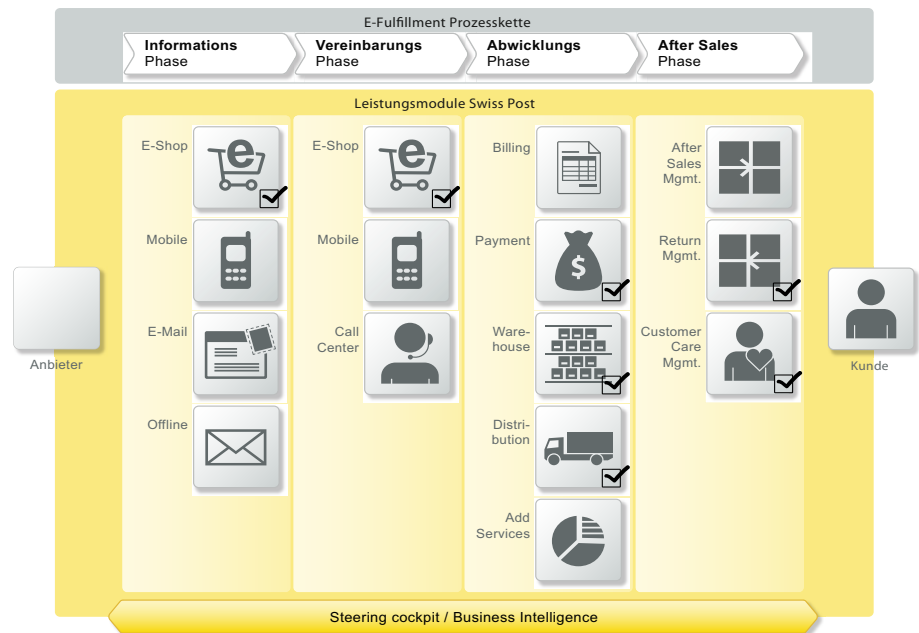 E-Fulfillment Prozesskette
Informations
Phase
Vereinbarungs
Phase
Abwicklungs
Phase
After Sales
Phase
Leistungsmodule Swiss Post
E-Shop
e
Mobile
E-Mail
Offline
E-Shop
e
Mobile
Call
Center
Billing
Payment
$
Ware-
house
Distri-
bution
Add
Services
After
Sales
Mgmt.
Return
Mgmt.
Customer
Care
Mgmt.
Anbieter
Kunde
Steering cockpit / Business Intelligence